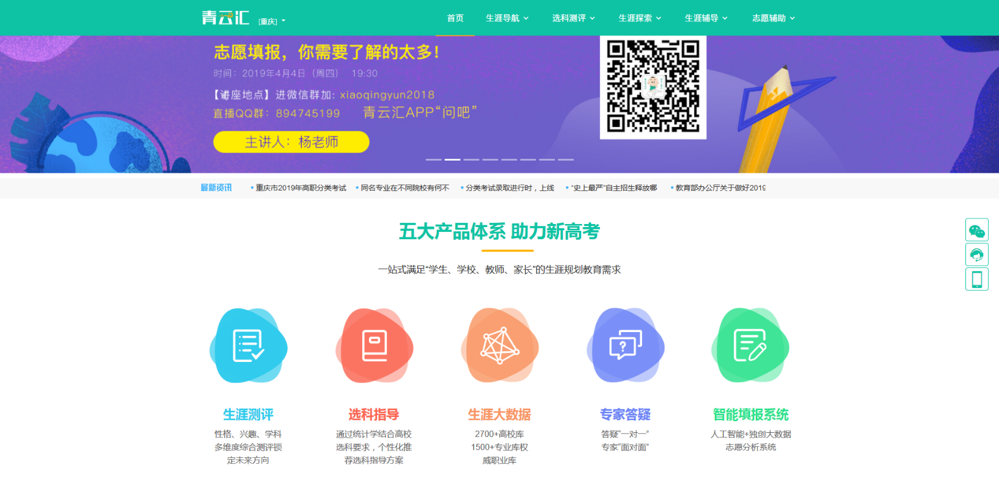 青云汇 [重庆] 首页 生涯导航 选科测评 生涯探索 生涯辅导 志愿辅助
志愿填报，你需要了解的太多！
时间：2019年4月4日（周四） 19:30
【讲座地点】进微信群加: xiaoqingyun2018
直播QQ群：894745199 青云汇APP“问吧”
主讲人：杨老师
最新资讯 • 重庆市2019年高职分类考试 • 同名专业在不同院校有何不 • 分类考试录取进行时，上线 • “史上最严”自主招生释放哪 • 教育部办公厅关于做好2019
五大产品体系 助力新高考
一站式满足“学生、学校、教师、家长”的生涯规划教育需求
生涯测评
性格、兴趣、学科
多维度综合测评锁
定未来方向
选科指导
通过统计学结合高校
选科要求，个性化推
荐选科指导方案
生涯大数据
2700+高校库
1500+专业库权
威职业库
专家答疑
答疑“一对一”
专家“面对面”
智能填报系统
人工智能+独创大数据
志愿分析系统